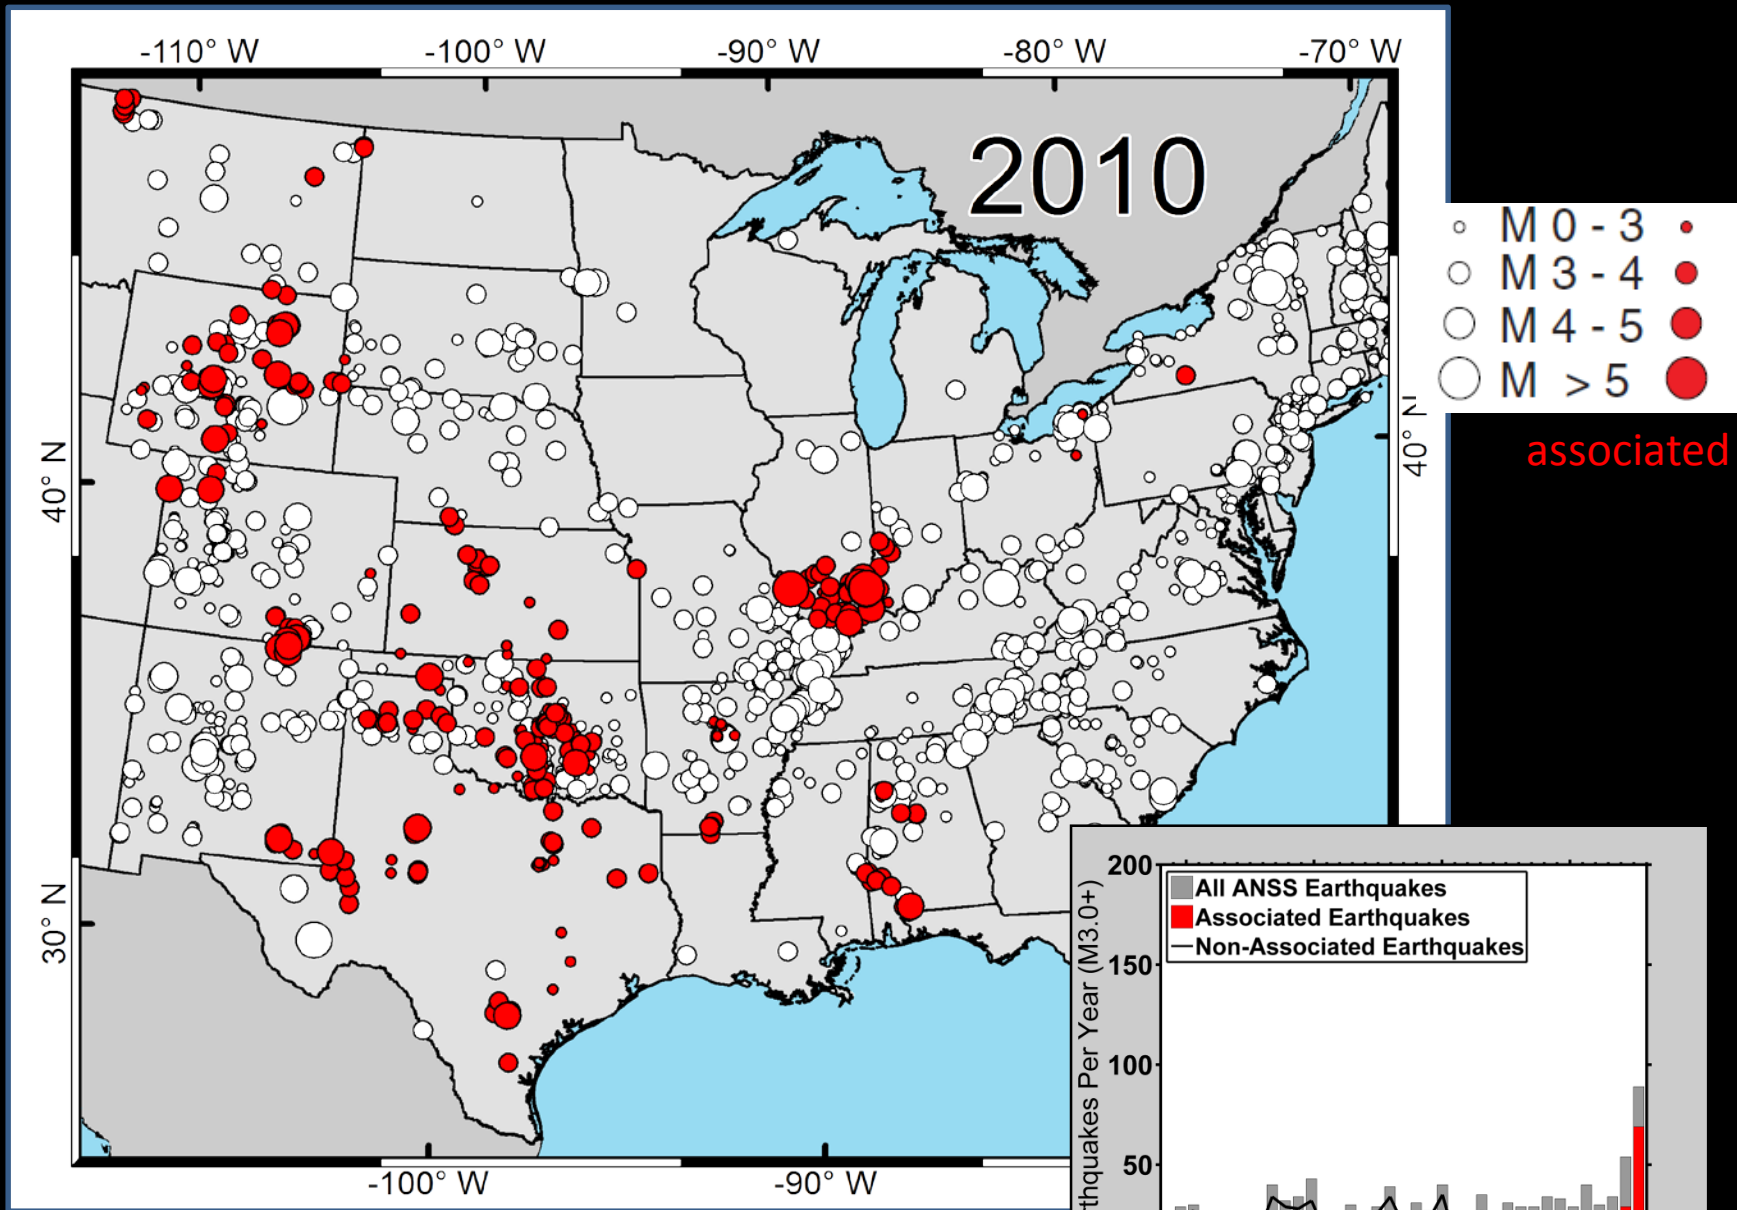 -110° W -100° W -90° W -80° W -70° W
2010
M 0 - 3
M 3 - 4
M 4 - 5
M > 5
associated
40° N
40° N
30° N
-100° W -90° W
200
150
100
50
All ANSS Earthquakes
Associated Earthquakes
Non-Associated Earthquakes
thquakes Per Year (M3.0+)